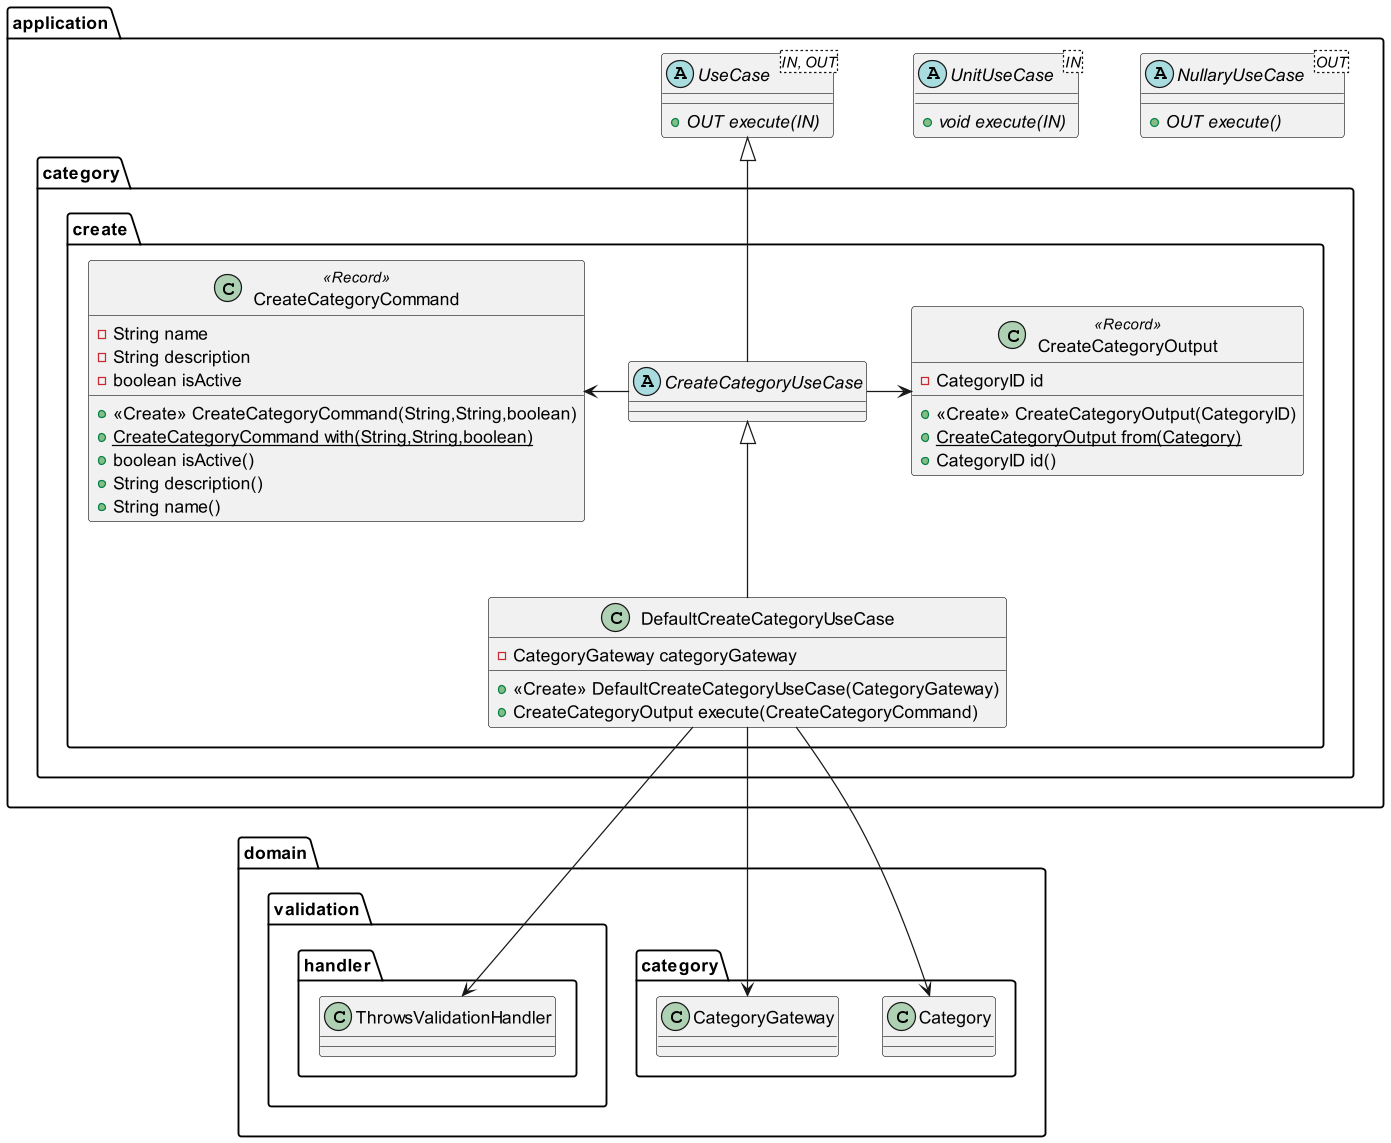 application
A UseCase IN, OUT
OUT execute(IN)
A UnitUseCase IN
void execute(IN)
A NullaryUseCase OUT
OUT execute()
category
create
«Record»
C CreateCategoryCommand
String name
String description
boolean isActive
«Create» CreateCategoryCommand(String,String,boolean)
CreateCategoryCommand with(String,String,boolean)
boolean isActive()
String description()
String name()
A CreateCategoryUseCase
«Record»
C CreateCategoryOutput
CategoryID id
«Create» CreateCategoryOutput(CategoryID)
CreateCategoryOutput from(Category)
CategoryID id()
C DefaultCreateCategoryUseCase
CategoryGateway categoryGateway
«Create» DefaultCreateCategoryUseCase(CategoryGateway)
CreateCategoryOutput execute(CreateCategoryCommand)
domain
validation
handler
C ThrowsValidationHandler
category
C CategoryGateway
C Category